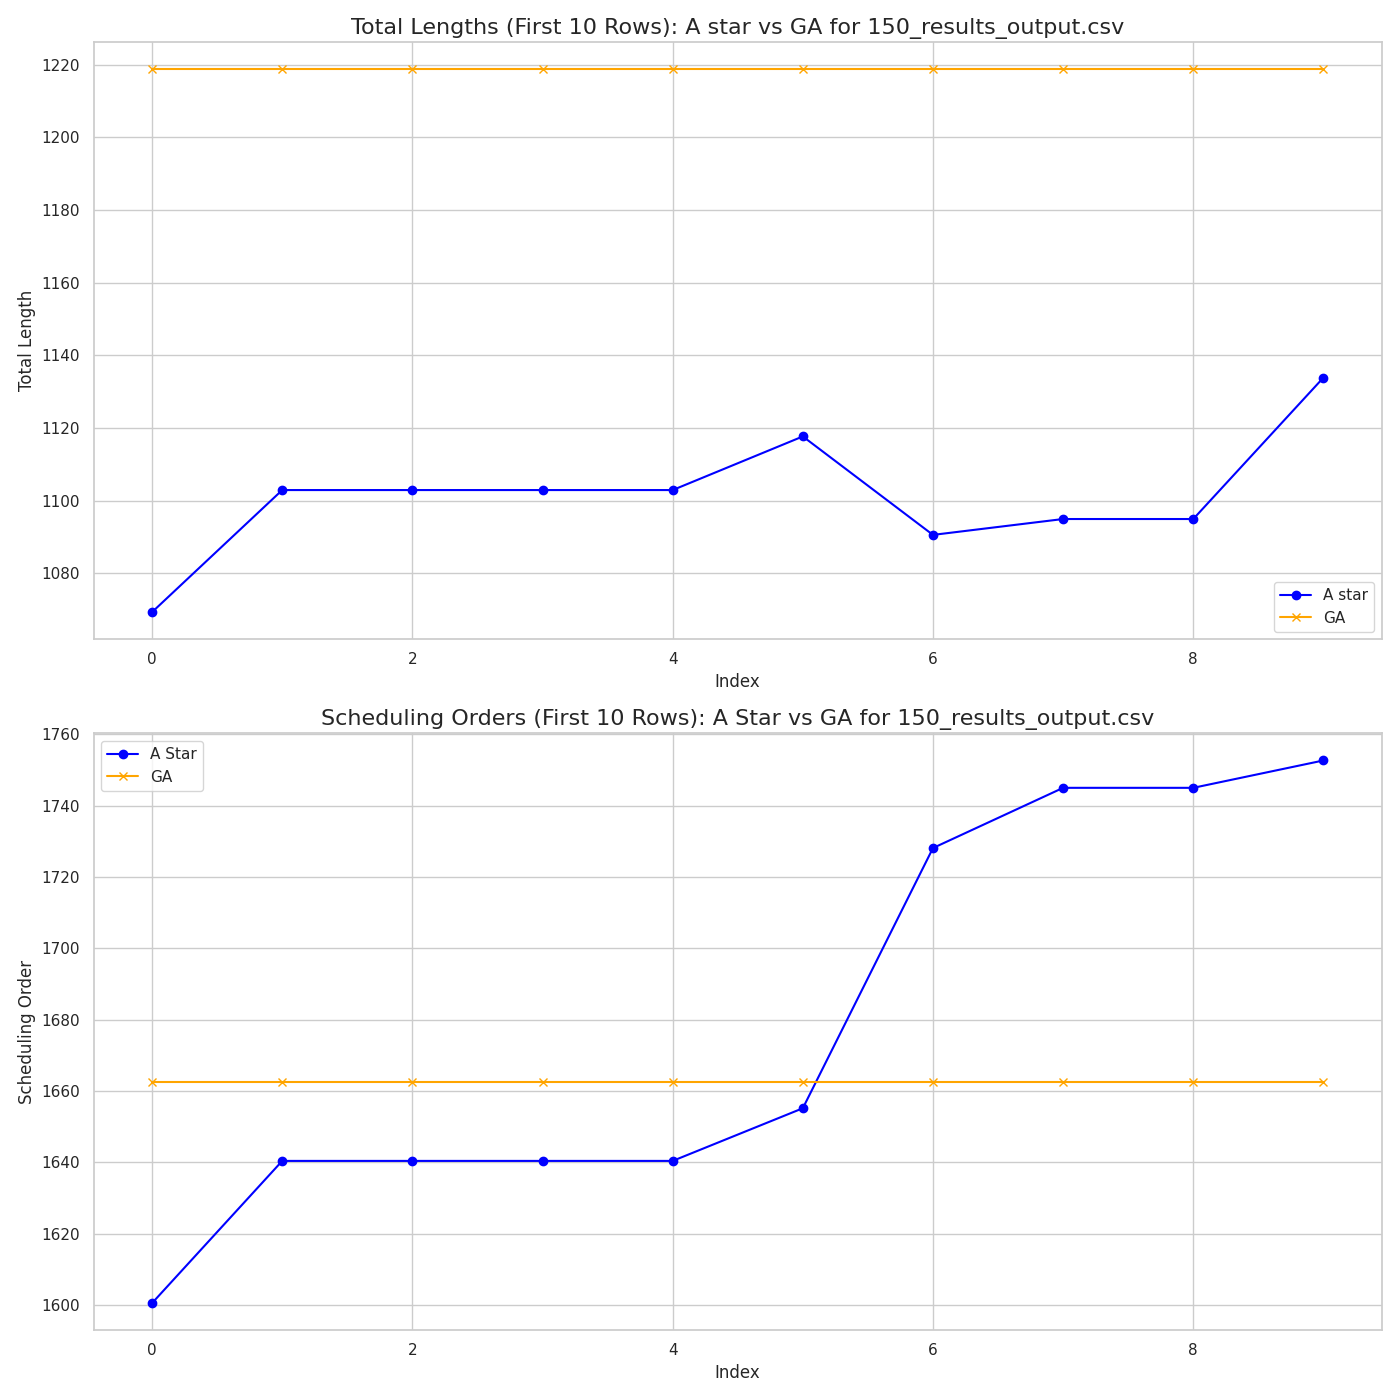 Total Lengths (First 10 Rows): A star vs GA for 150_results_output.csv
Total Length
1220
1200
1180
1160
1140
1120
1100
1080
A star
GA
0 2 4 6 8
Index
Scheduling Orders (First 10 Rows): A Star vs GA for 150_results_output.csv
Scheduling Order
1760
1740
1720
1700
1680
1660
1640
1620
1600
A Star
GA
0 2 4 6 8
Index